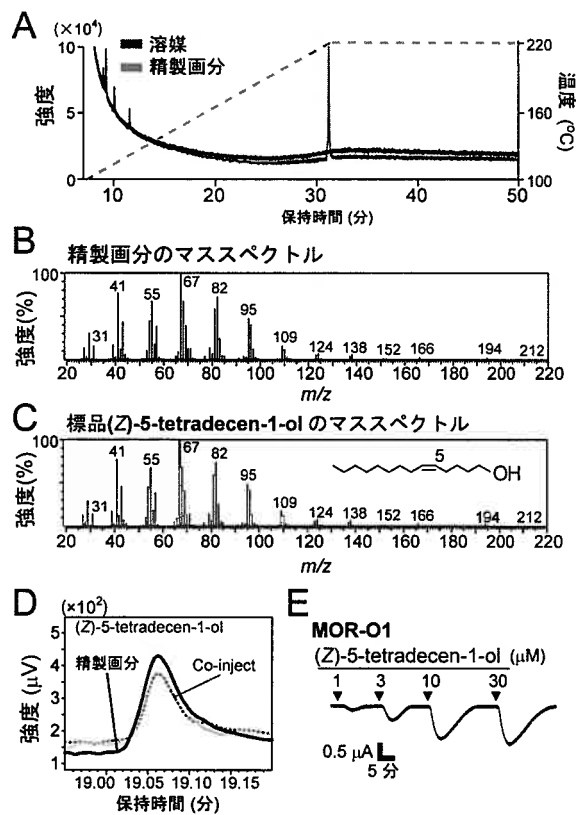 A
(×10⁴)
溶媒
精製画分
強度
10
5
0
220
160
100
温度 (°C)
10 20 30 40 50
保持時間 (分)
B 精製画分のマススペクトル
100
強度(%)
31 41 55 67 82 95 109 124 138 152 166 194 212
20 40 60 80 100 120 140 160 180 200 220
m/z
C 標品(Z)-5-tetradecen-1-ol のマススペクトル
100
強度(%)
31 41 55 67 82 95 109 124 138 152 166 194 212
5
OH
20 40 60 80 100 120 140 160 180 200 220
m/z
D (×10²)
(Z)-5-tetradecen-1-ol
精製画分
Co-inject
強度 (μV)
5
4
3
2
1
19.00 19.05 19.10 19.15
保持時間 (分)
E
MOR-O1
(Z)-5-tetradecen-1-ol (μM)
1 3 10 30
0.5 μA
5 分